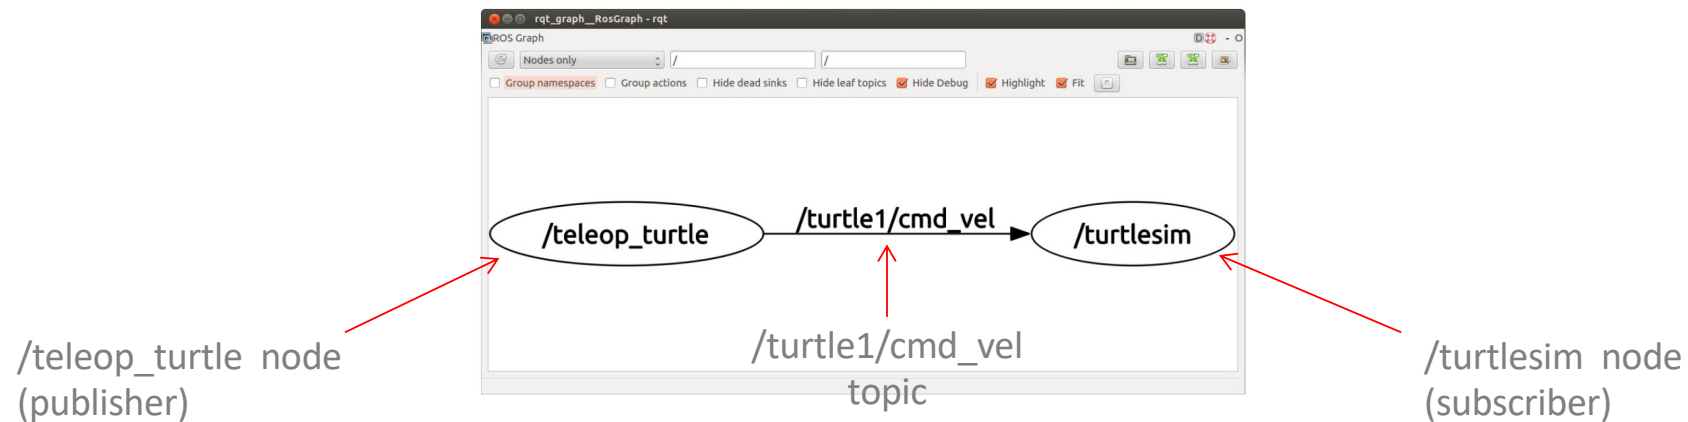 rqt_graph__RosGraph - rqt
ROS Graph
D - O
Nodes only / /
Group namespaces Group actions Hide dead sinks Hide leaf topics Hide Debug Highlight Fit
/teleop_turtle /turtle1/cmd_vel /turtlesim
/teleop_turtle node
(publisher)
/turtle1/cmd_vel
topic
/turtlesim node
(subscriber)